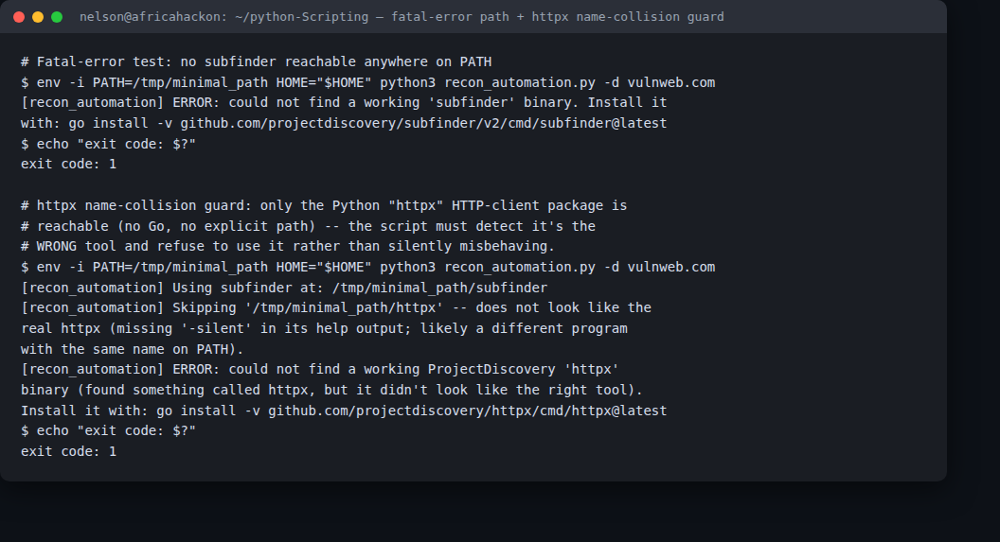 nelson@africahackon: ~/python-Scripting — fatal-error path + httpx name-collision guard
# Fatal-error test: no subfinder reachable anywhere on PATH
$ env -i PATH=/tmp/minimal_path HOME="$HOME" python3 recon_automation.py -d vulnweb.com
[recon_automation] ERROR: could not find a working 'subfinder' binary. Install it
with: go install -v github.com/projectdiscovery/subfinder/v2/cmd/subfinder@latest
$ echo "exit code: $?"
exit code: 1
# httpx name-collision guard: only the Python "httpx" HTTP-client package is
# reachable (no Go, no explicit path) -- the script must detect it's the
# WRONG tool and refuse to use it rather than silently misbehaving.
$ env -i PATH=/tmp/minimal_path HOME="$HOME" python3 recon_automation.py -d vulnweb.com
[recon_automation] Using subfinder at: /tmp/minimal_path/subfinder
[recon_automation] Skipping '/tmp/minimal_path/httpx' -- does not look like the
real httpx (missing '-silent' in its help output; likely a different program
with the same name on PATH).
[recon_automation] ERROR: could not find a working ProjectDiscovery 'httpx'
binary (found something called httpx, but it didn't look like the right tool).
Install it with: go install -v github.com/projectdiscovery/httpx/cmd/httpx@latest
$ echo "exit code: $?"
exit code: 1